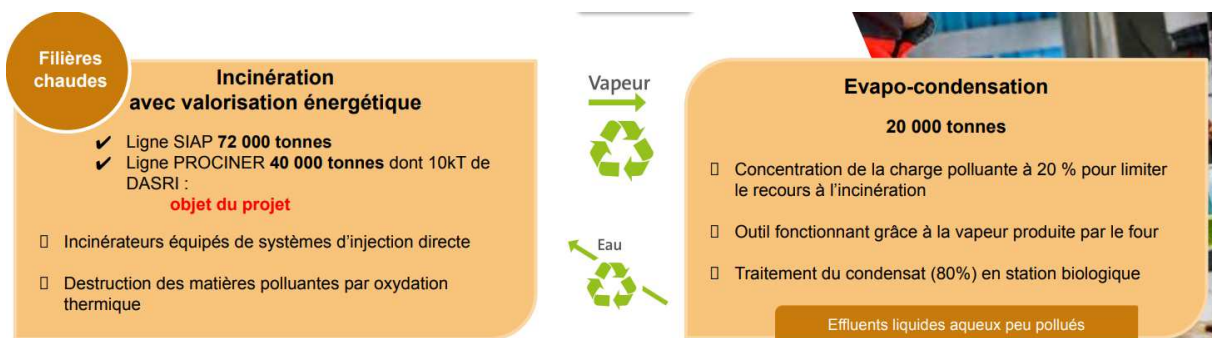 Filières
chaudes
Incinération
avec valorisation énergétique
✔ Ligne SIAP 72 000 tonnes
✔ Ligne PROCINER 40 000 tonnes dont 10kT de
DASRI :
objet du projet
Incinérateurs équipés de systèmes d’injection directe
Destruction des matières polluantes par oxydation
thermique
Vapeur
Eau
Evapo-condensation
20 000 tonnes
Concentration de la charge polluante à 20 % pour limiter
le recours à l’incinération
Outil fonctionnant grâce à la vapeur produite par le four
Traitement du condensat (80%) en station biologique
Effluents liquides aqueux peu pollués